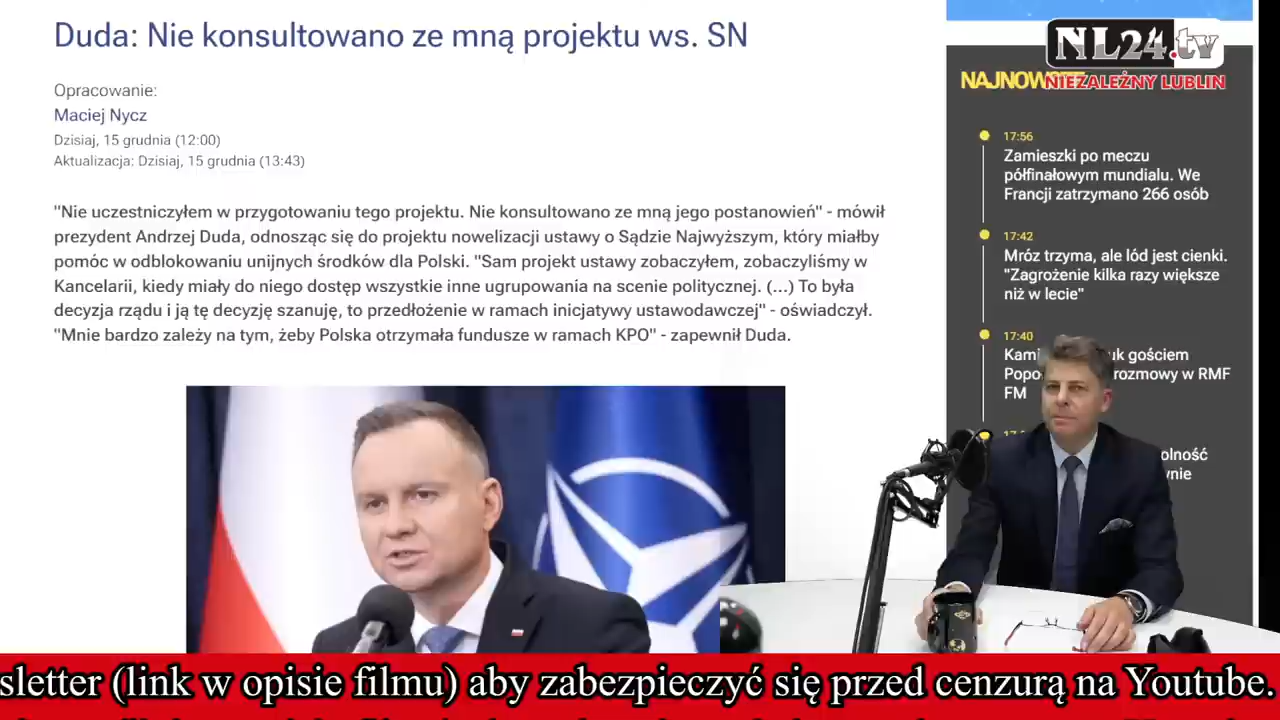 Duda: Nie konsultowano ze mną projektu ws. SN
Opracowanie:
Maciej Nycz
Dzisiaj, 15 grudnia (12:00)
Aktualizacja: Dzisiaj, 15 grudnia (13:43)
"Nie uczestniczyłem w przygotowaniu tego projektu. Nie konsultowano ze mną jego postanowień" - mówił
prezydent Andrzej Duda, odnosząc się do projektu nowelizacji ustawy o Sądzie Najwyższym, który miałby
pomóc w odblokowaniu unijnych środków dla Polski. "Sam projekt ustawy zobaczyłem, zobaczyliśmy w
Kancelarii, kiedy miały do niego dostęp wszystkie inne ugrupowania na scenie politycznej. (...) To była
decyzja rządu i ją tę decyzję szanuję, to przedłożenie w ramach inicjatywy ustawodawczej" - oświadczył.
"Mnie bardzo zależy na tym, żeby Polska otrzymała fundusze w ramach KPO" - zapewnił Duda.
NL24.tv
NIEZALEŻNY LUBLIN
17:56
Zamieszki po meczu
półfinałowym mundialu. We
Francji zatrzymano 266 osób
17:42
Mróz trzyma, ale lód jest cienki.
"Zagrożenie kilka razy większe
niż w lecie"
17:40
gościem
rozmowy w RMF
FM
sletter (link w opisie filmu) aby zabezpieczyć się przed cenzurą na Youtube.